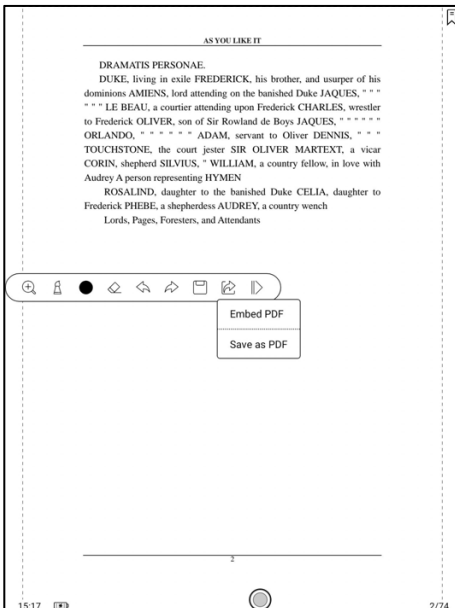 AS YOU LIKE IT
DRAMATIS PERSONAE.
DUKE, living in exile FREDERICK, his brother, and usurper of his
dominions AMIENS, lord attending on the banished Duke JAQUES, " " "
" " " LE BEAU, a courtier attending upon Frederick CHARLES, wrestler
to Frederick OLIVER, son of Sir Rowland de Boys JAQUES, " " " " " "
ORLANDO, " " " " " " ADAM, servant to Oliver DENNIS, " " "
TOUCHSTONE, the court jester SIR OLIVER MARTEXT, a vicar
CORIN, shepherd SILVIUS, " WILLIAM, a country fellow, in love with
Audrey A person representing HYMEN
ROSALIND, daughter to the banished Duke CELIA, daughter to
Frederick PHEBE, a shepherdess AUDREY, a country wench
Lords, Pages, Foresters, and Attendants
Embed PDF
Save as PDF
2
15:17 2/74